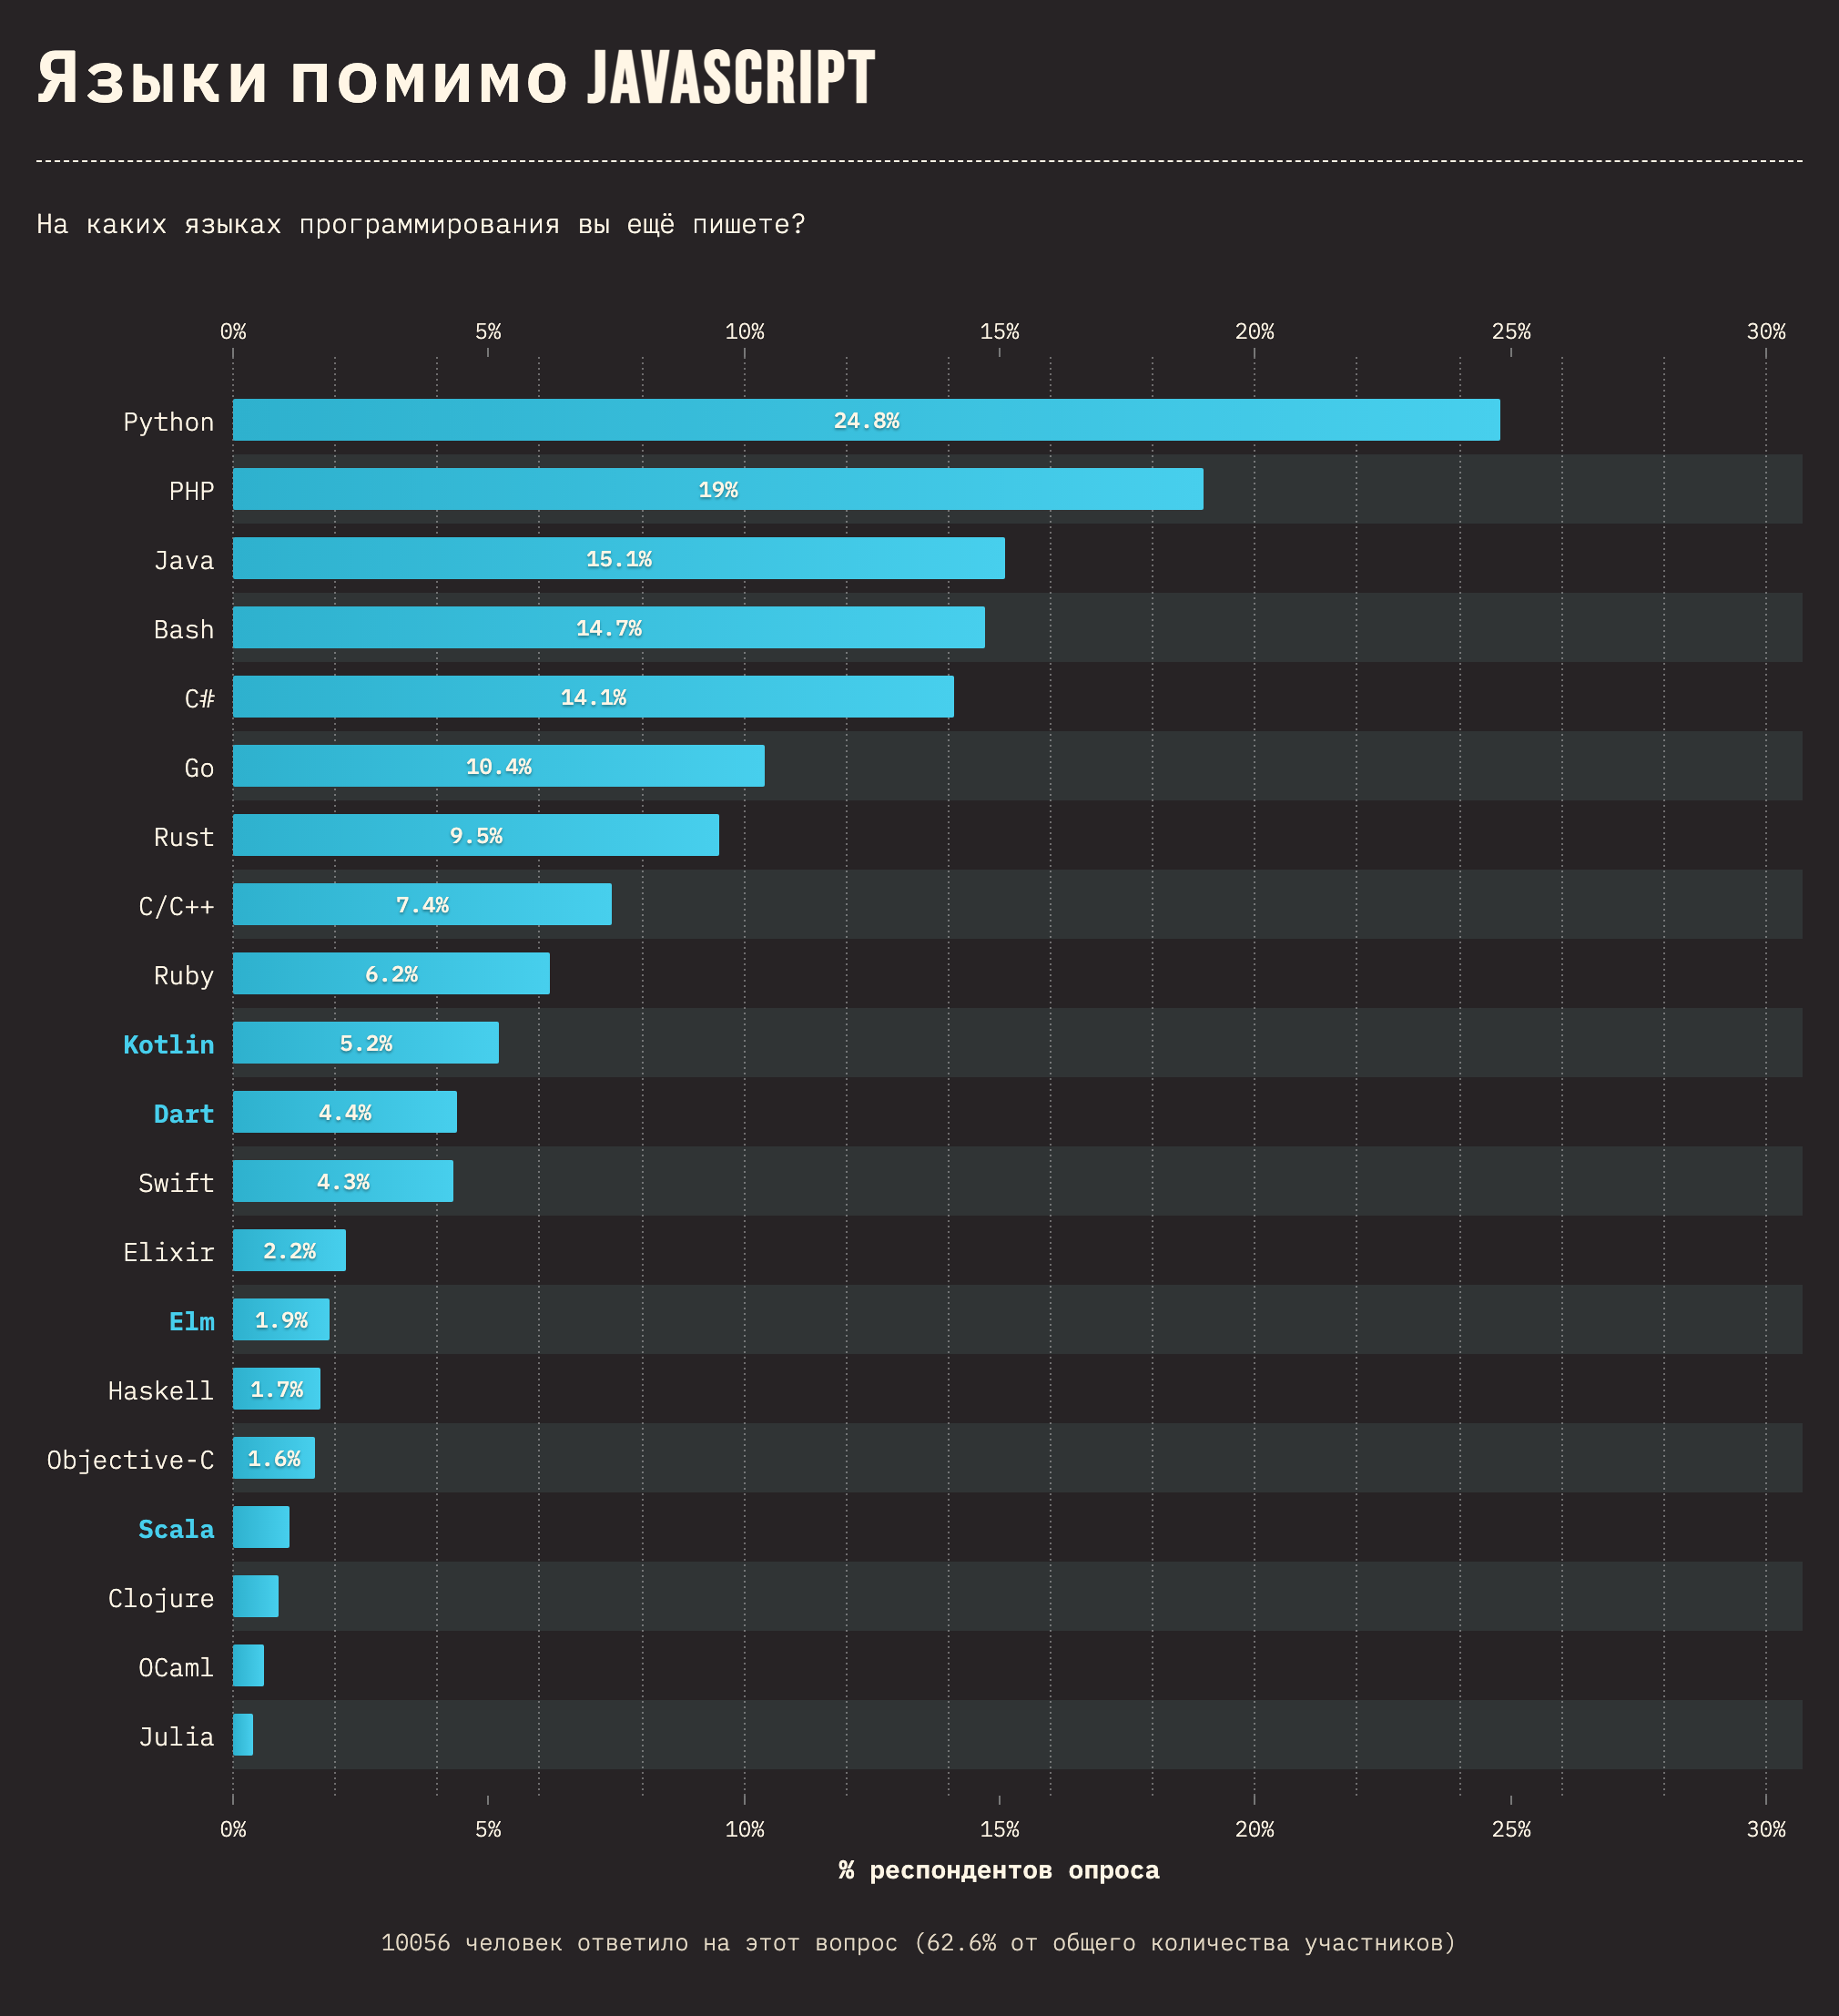 Языки помимо JAVASCRIPT
На каких языках программирования вы ещё пишете?
0% 5% 10% 15% 20% 25% 30%
Python 24.8%
PHP 19%
Java 15.1%
Bash 14.7%
C# 14.1%
Go 10.4%
Rust 9.5%
C/C++ 7.4%
Ruby 6.2%
Kotlin 5.2%
Dart 4.4%
Swift 4.3%
Elixir 2.2%
Elm 1.9%
Haskell 1.7%
Objective-C 1.6%
Scala
Clojure
OCaml
Julia
0% 5% 10% 15% 20% 25% 30%
% респондентов опроса
10056 человек ответило на этот вопрос (62.6% от общего количества участников)